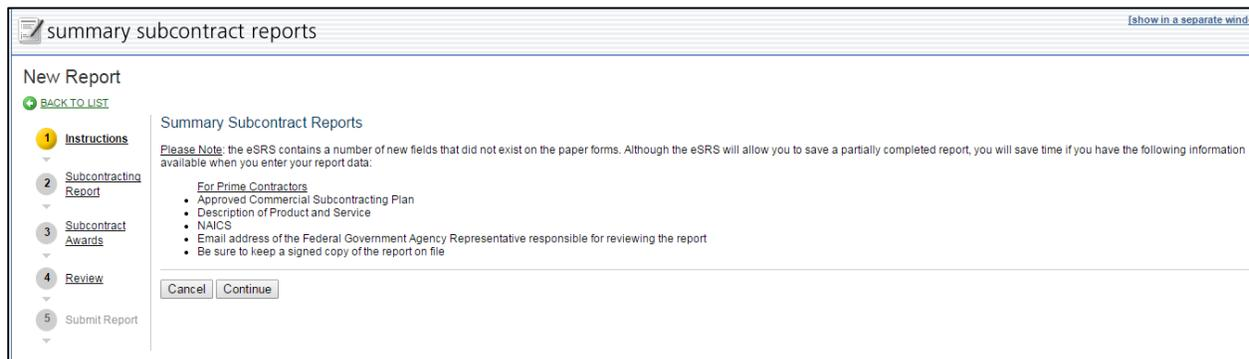 summary subcontract reports
[show in a separate wind
New Report
BACK TO LIST
1 Instructions
2 Subcontracting
Report
3 Subcontract
Awards
4 Review
5 Submit Report
Summary Subcontract Reports
Please Note: the eSRS contains a number of new fields that did not exist on the paper forms. Although the eSRS will allow you to save a partially completed report, you will save time if you have the following information
available when you enter your report data:
For Prime Contractors
• Approved Commercial Subcontracting Plan
• Description of Product and Service
• NAICS
• Email address of the Federal Government Agency Representative responsible for reviewing the report
• Be sure to keep a signed copy of the report on file
Cancel Continue